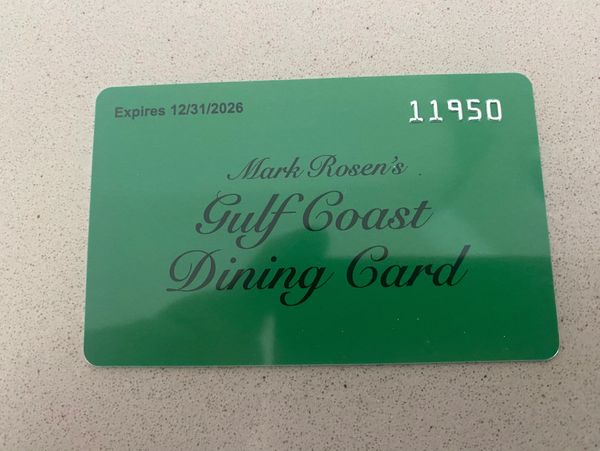 Expires 12/31/2026
11950
Mark Rosen's
Gulf Coast
Dining Card